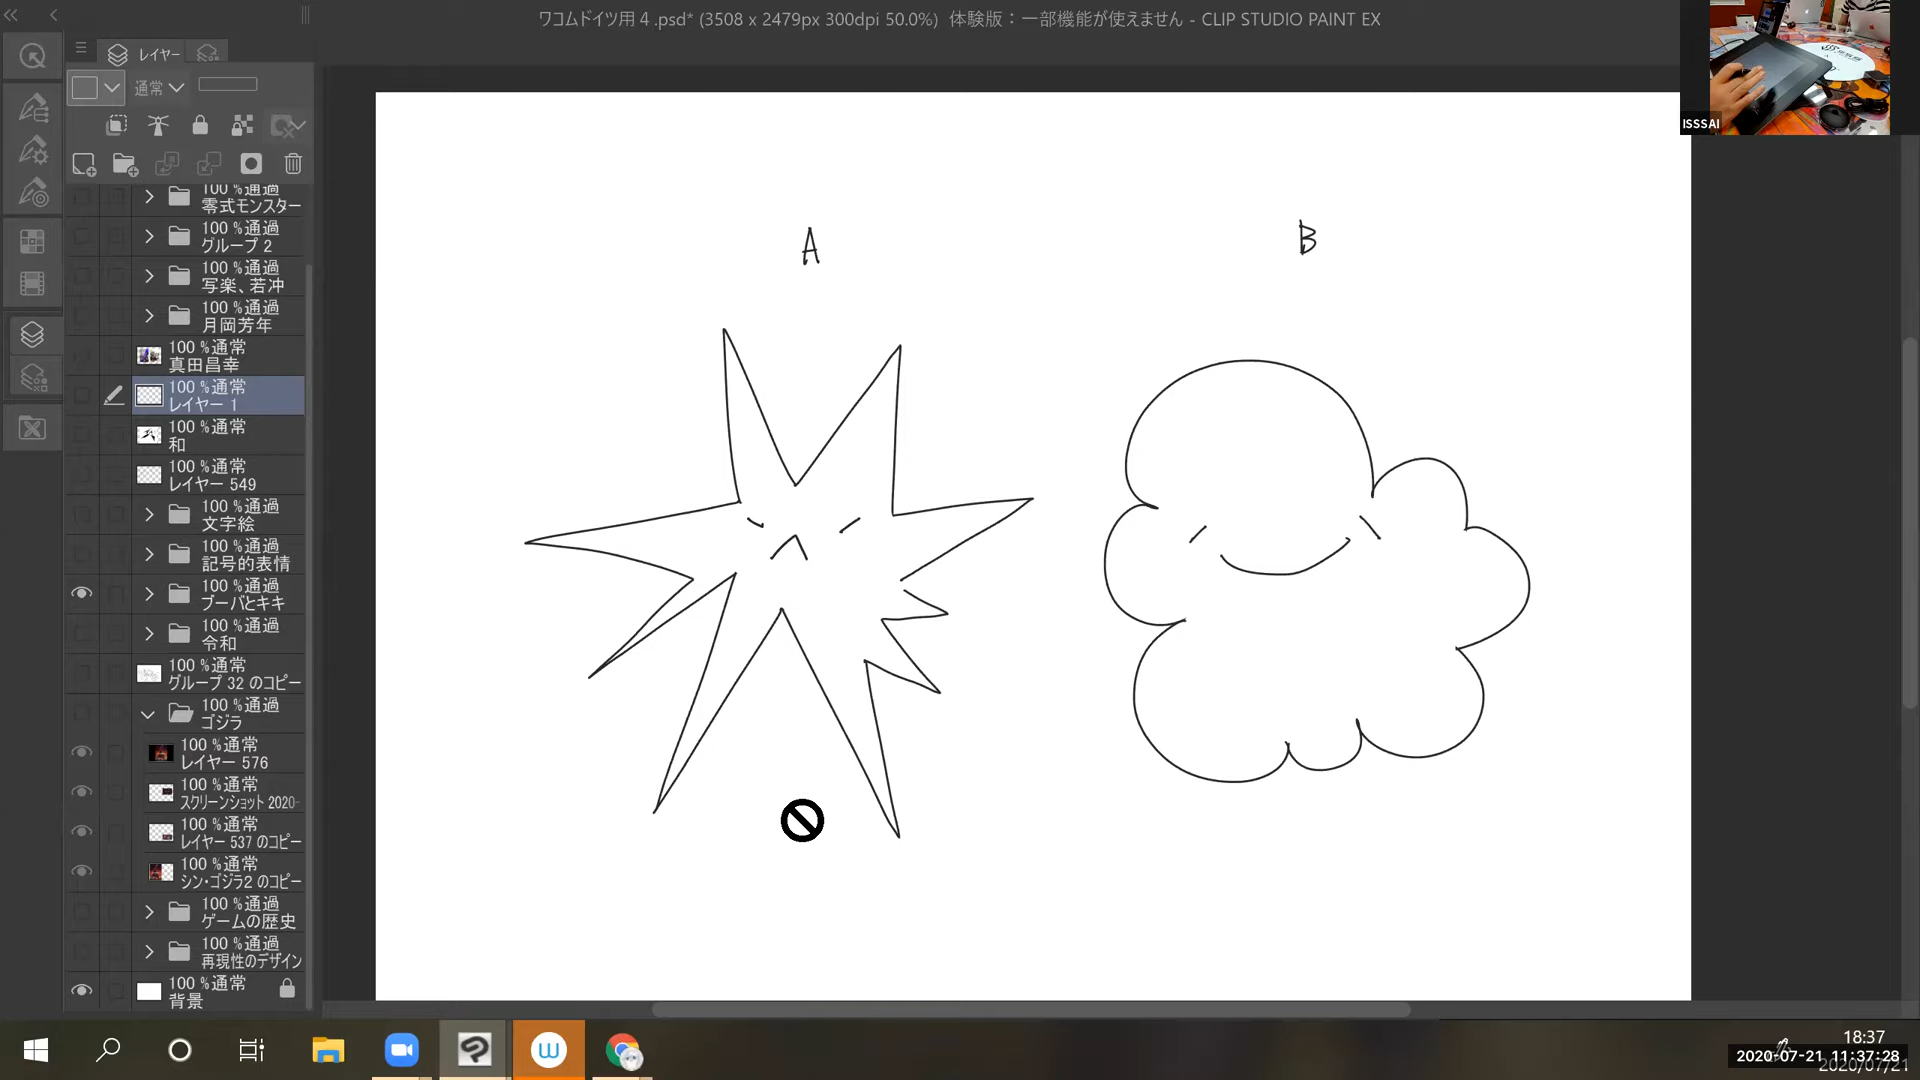 ワコムドイツ用４.psd* (3508 x 2479px 300dpi 50.0%)  体験版：一部機能が使えません - CLIP STUDIO PAINT EX
ISSSAI
レイヤー
通常
100 %通過
零式モンスター
100 %通過
グループ 2
100 %通過
写楽、若冲
100 %通過
月岡芳年
100 %通常
真田昌幸
100 %通常
レイヤー 1
100 %通常
和
100 %通常
レイヤー 549
100 %通過
文字絵
100 %通過
記号的表情
100 %通過
ブーバとキキ
100 %通過
令和
100 %通常
グループ 32 のコピー
100 %通過
ゴジラ
100 %通常
レイヤー 576
100 %通常
スクリーンショット 2020-
100 %通常
レイヤー 537 のコピー
100 %通常
シン・ゴジラ2 のコピー
100 %通過
ゲームの歴史
100 %通過
再現性のデザイン
100 %通常
背景
A
B
18:37
2020-07-21 11:37:28
2020/07/21